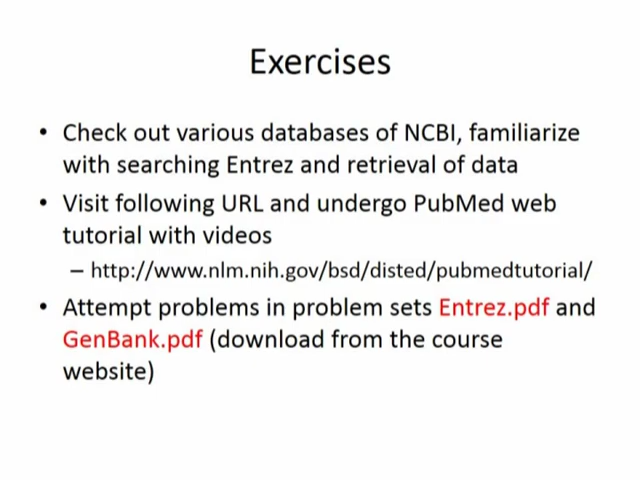 Exercises
• Check out various databases of NCBI, familiarize
with searching Entrez and retrieval of data
• Visit following URL and undergo PubMed web
tutorial with videos
– http://www.nlm.nih.gov/bsd/disted/pubmedtutorial/
• Attempt problems in problem sets Entrez.pdf and
GenBank.pdf (download from the course
website)